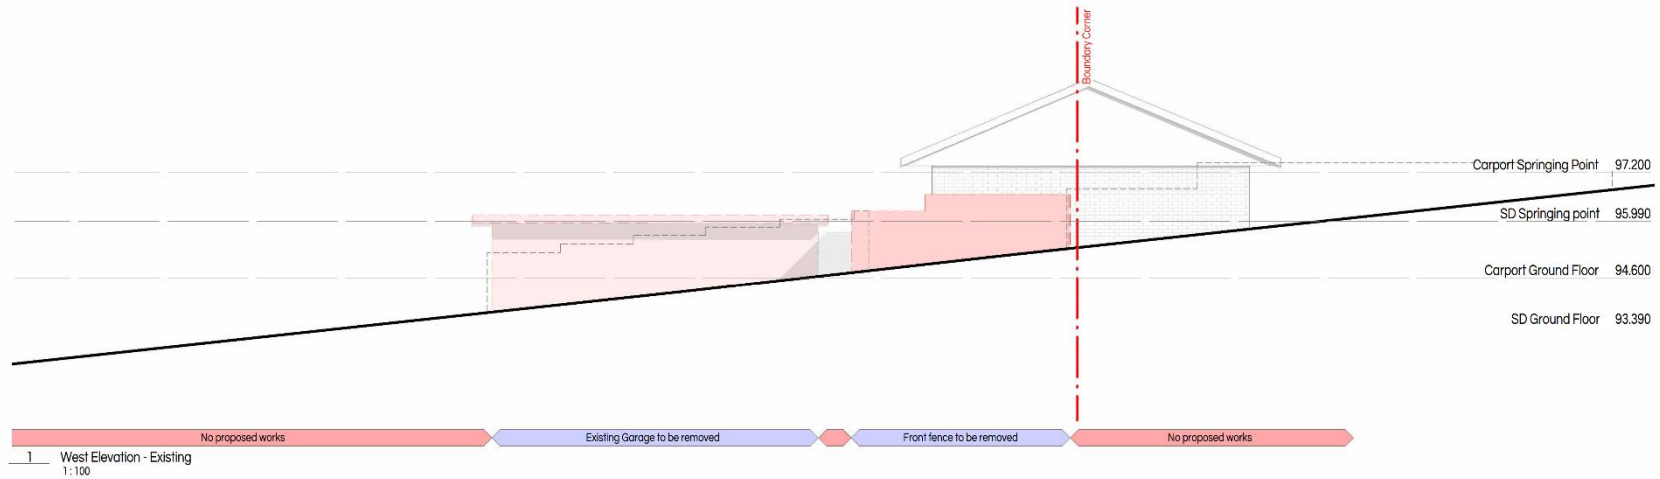 Boundary Corner
Carport Springing Point 97.200
SD Springing point 95.990
Carport Ground Floor 94.600
SD Ground Floor 93.390
No proposed works
Existing Garage to be removed
Front fence to be removed
No proposed works
1 West Elevation - Existing
1 : 100